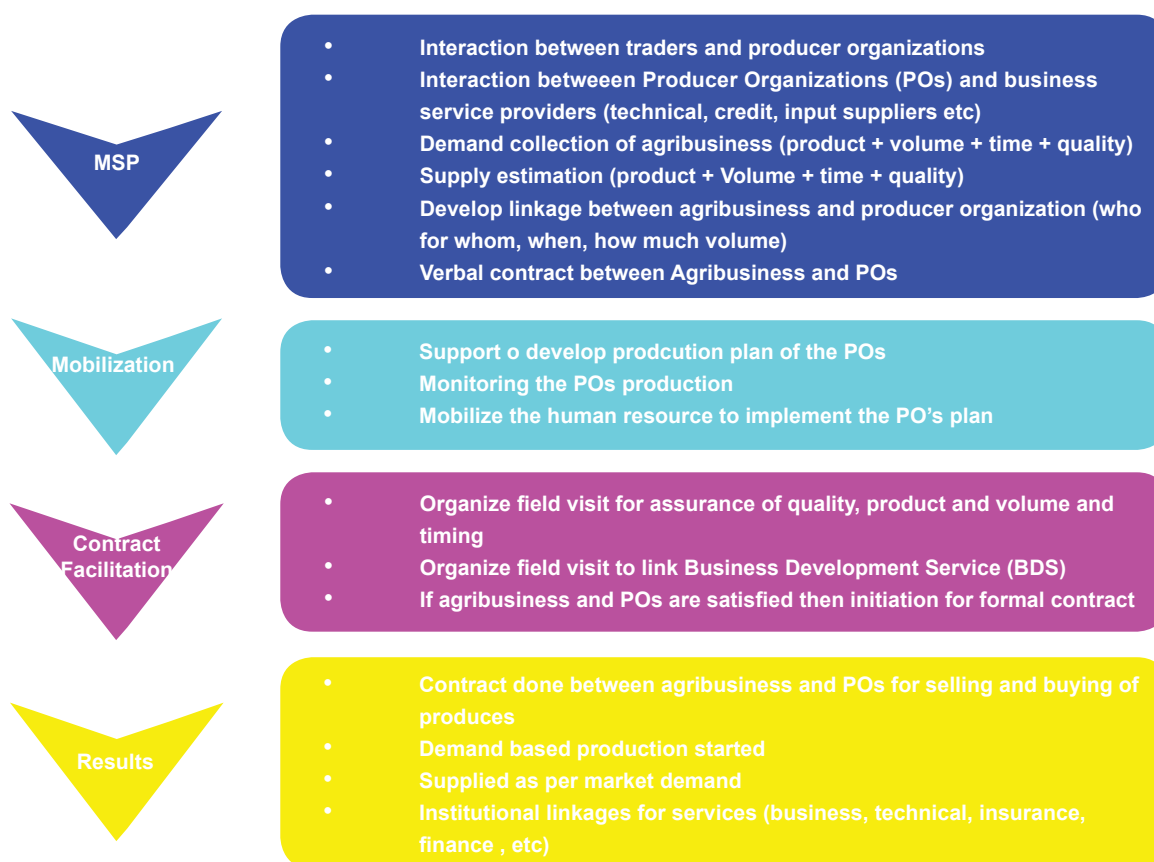 MSP
• Interaction between traders and producer organizations
• Interaction betweeen Producer Organizations (POs) and business
service providers (technical, credit, input suppliers etc)
• Demand collection of agribusiness (product + volume + time + quality)
• Supply estimation (product + Volume + time + quality)
• Develop linkage between agribusiness and producer organization (who
for whom, when, how much volume)
• Verbal contract between Agribusiness and POs
Mobilization
• Support o develop prodcution plan of the POs
• Monitoring the POs production
• Mobilize the human resource to implement the PO’s plan
Contract
Facilitation
• Organize field visit for assurance of quality, product and volume and
timing
• Organize field visit to link Business Development Service (BDS)
• If agribusiness and POs are satisfied then initiation for formal contract
Results
• Contract done between agribusiness and POs for selling and buying of
produces
• Demand based production started
• Supplied as per market demand
• Institutional linkages for services (business, technical, insurance,
finance , etc)